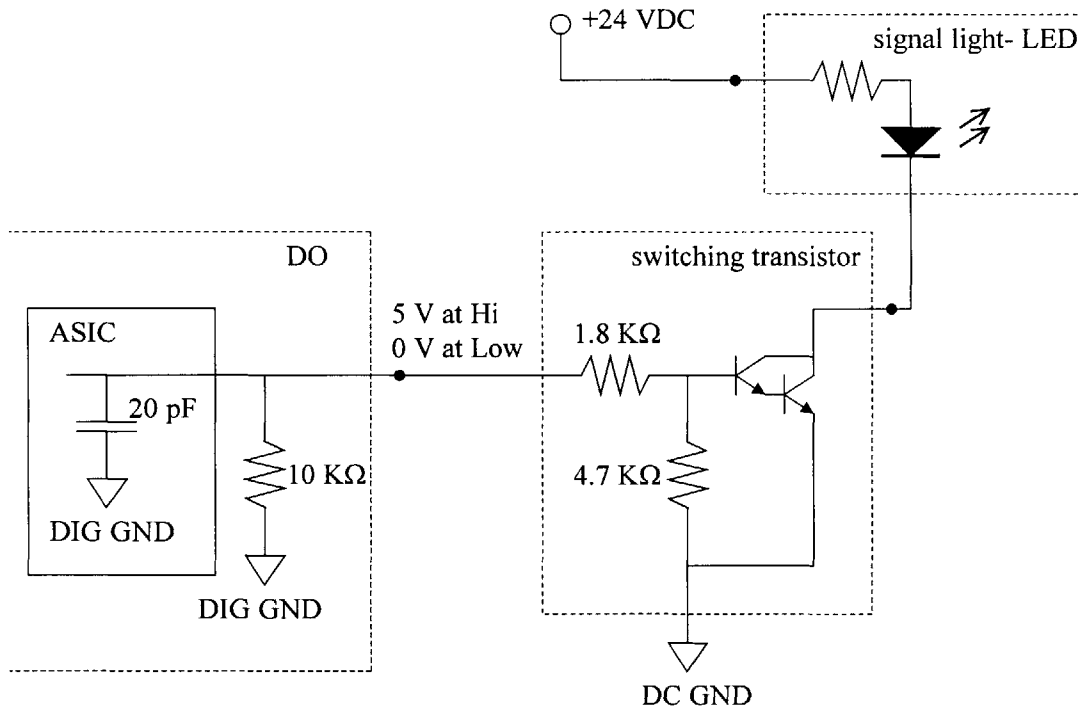 +24 VDC
signal light- LED
DO
switching transistor
ASIC
5 V at Hi
0 V at Low
1.8 KΩ
20 pF
10 KΩ
4.7 KΩ
DIG GND
DIG GND
DC GND